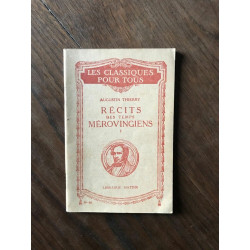 LES CLASSIQUES
POUR TOUS
AUGUSTIN THIERRY
RÉCITS
DES TEMPS
MÉROVINGIENS
I
LIBRAIRIE HATIER